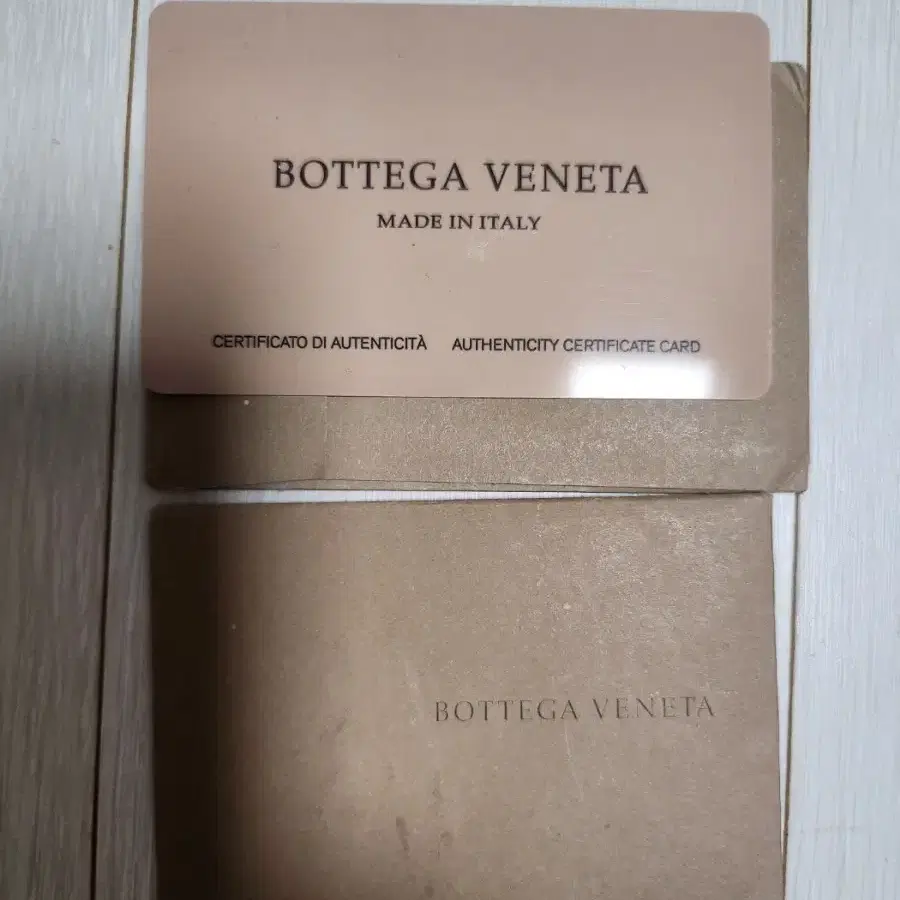 BOTTEGA VENETA
MADE IN ITALY
CERTIFICATO DI AUTENTICITÀ AUTHENTICITY CERTIFICATE CARD
BOTTEGA VENETA